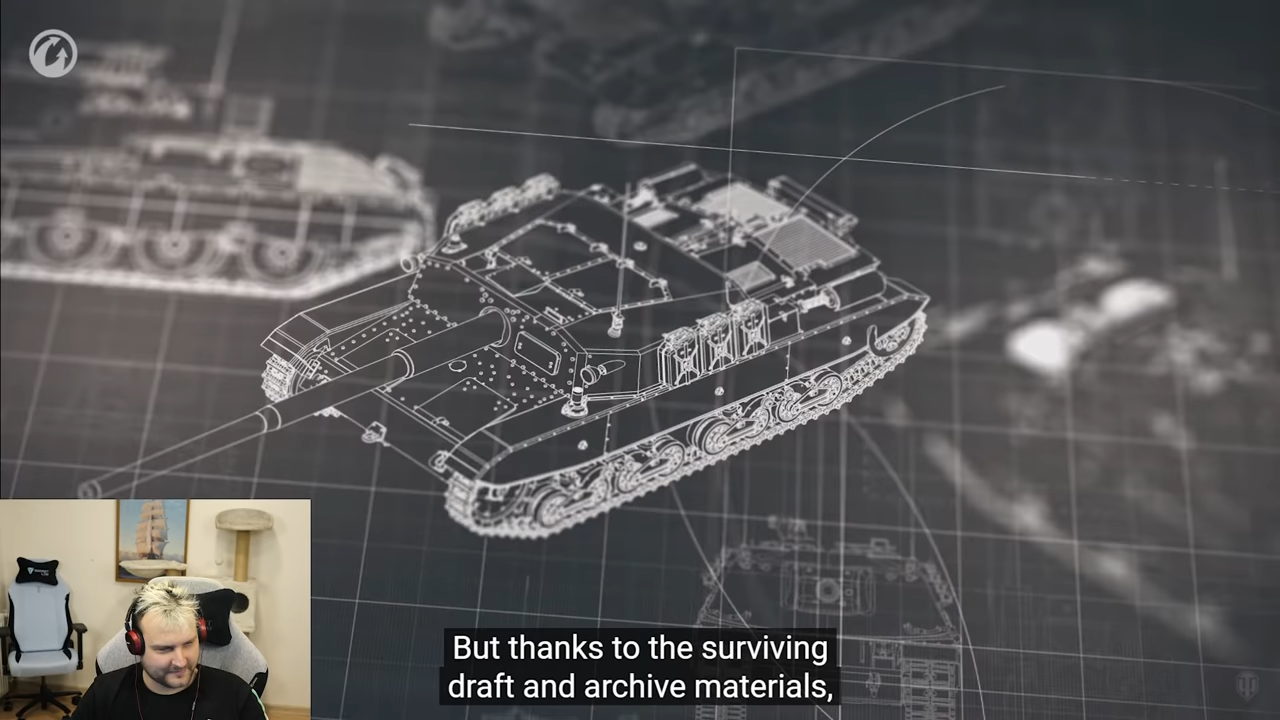 But thanks to the surviving
draft and archive materials,